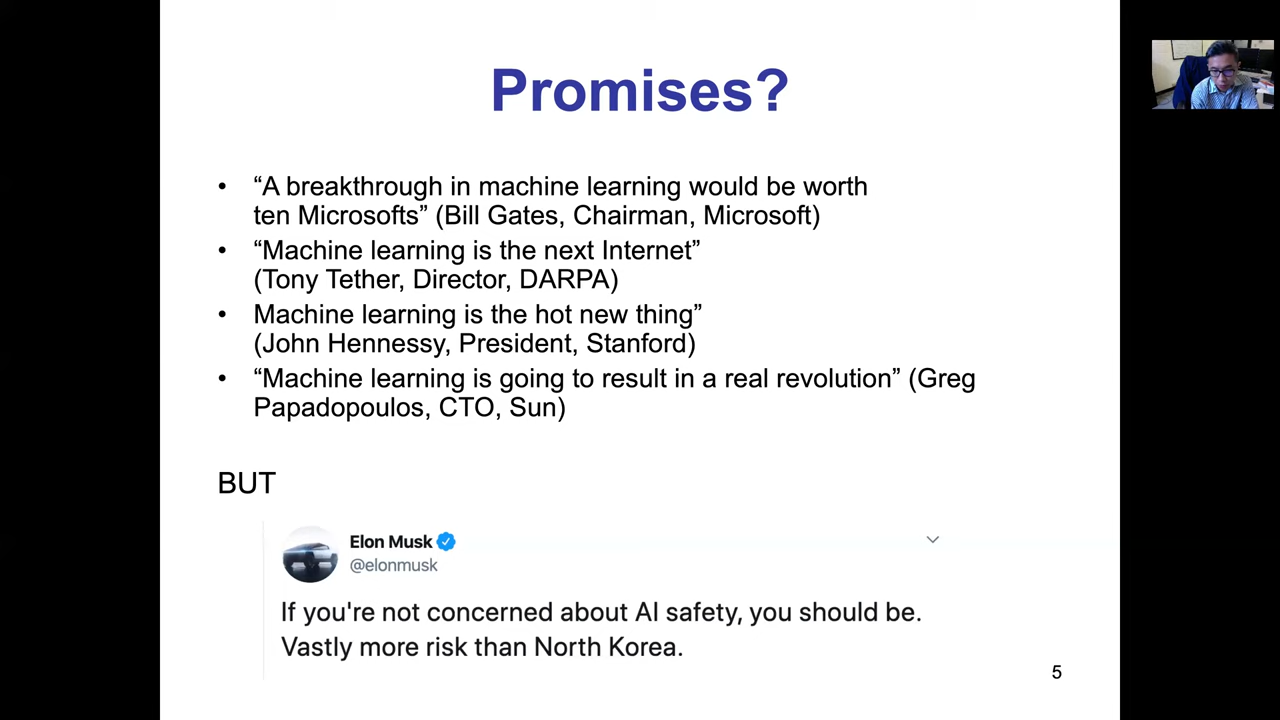 Promises?
• “A breakthrough in machine learning would be worth
ten Microsofts” (Bill Gates, Chairman, Microsoft)
• “Machine learning is the next Internet”
(Tony Tether, Director, DARPA)
• Machine learning is the hot new thing”
(John Hennessy, President, Stanford)
• “Machine learning is going to result in a real revolution” (Greg
Papadopoulos, CTO, Sun)
BUT
Elon Musk
@elonmusk
If you're not concerned about AI safety, you should be.
Vastly more risk than North Korea.
5